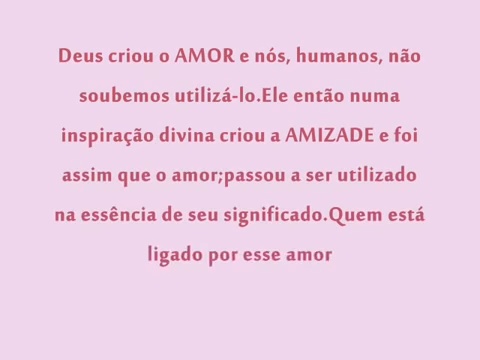 Deus criou o AMOR e nós, humanos, não
soubemos utilizá-lo.Ele então numa
inspiração divina criou a AMIZADE e foi
assim que o amor;passou a ser utilizado
na essência de seu significado.Quem está
ligado por esse amor